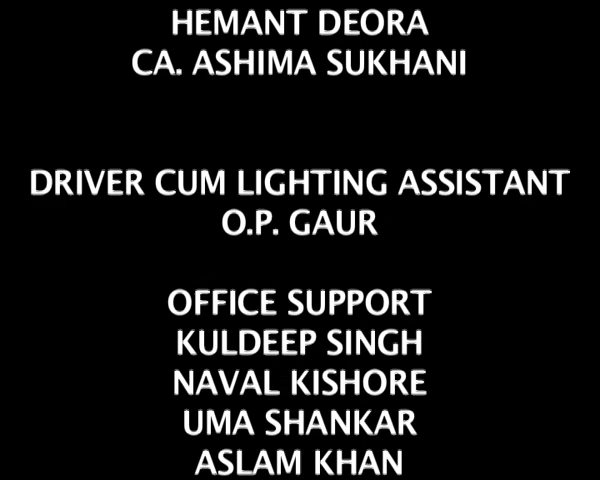 HEMANT DEORA
CA. ASHIMA SUKHANI
DRIVER CUM LIGHTING ASSISTANT
O.P. GAUR
OFFICE SUPPORT
KULDEEP SINGH
NAVAL KISHORE
UMA SHANKAR
ASLAM KHAN